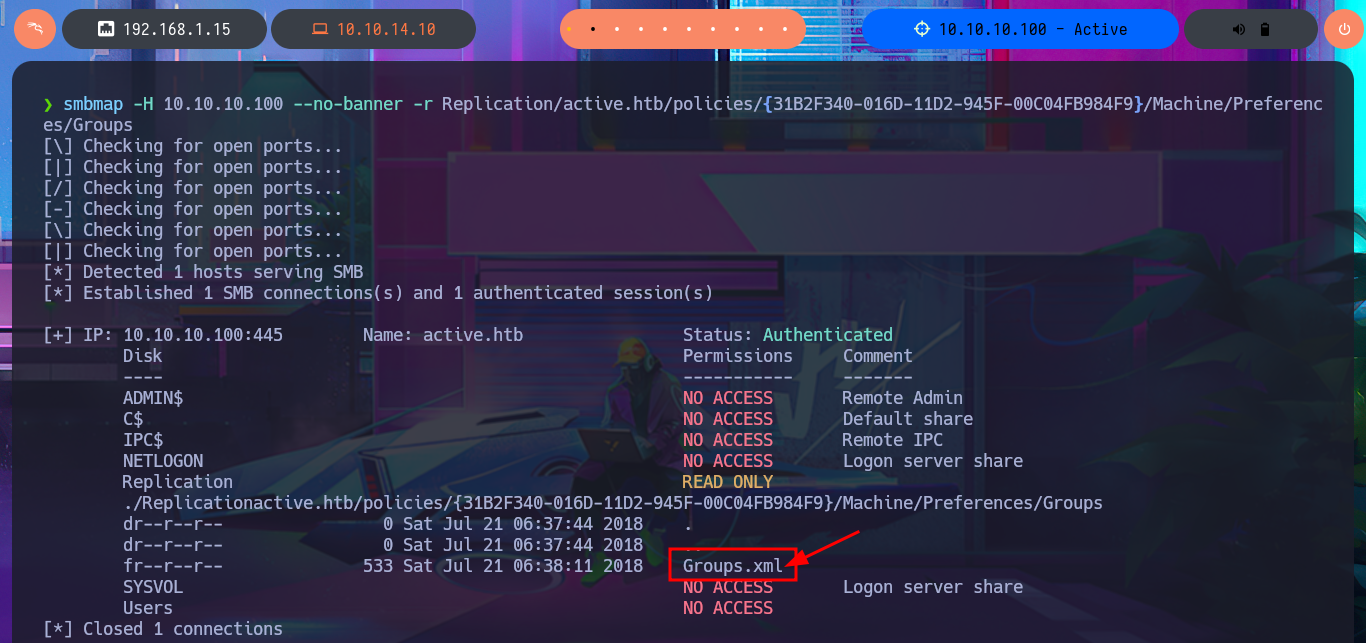 192.168.1.15 10.10.14.10 10.10.10.100 - Active
❯ smbmap -H 10.10.10.100 --no-banner -r Replication/active.htb/policies/{31B2F340-016D-11D2-945F-00C04FB984F9}/Machine/Preferenc
es/Groups
[\] Checking for open ports...
[|] Checking for open ports...
[/] Checking for open ports...
[-] Checking for open ports...
[\] Checking for open ports...
[|] Checking for open ports...
[*] Detected 1 hosts serving SMB
[*] Established 1 SMB connections(s) and 1 authenticated session(s)
[+] IP: 10.10.10.100:445 Name: active.htb Status: Authenticated
Disk Permissions Comment
---- ----------- -------
ADMIN$ NO ACCESS Remote Admin
C$ NO ACCESS Default share
IPC$ NO ACCESS Remote IPC
NETLOGON NO ACCESS Logon server share
Replication READ ONLY
./Replicationactive.htb/policies/{31B2F340-016D-11D2-945F-00C04FB984F9}/Machine/Preferences/Groups
dr--r--r-- 0 Sat Jul 21 06:37:44 2018 .
dr--r--r-- 0 Sat Jul 21 06:37:44 2018 ..
fr--r--r-- 533 Sat Jul 21 06:38:11 2018 Groups.xml
SYSVOL NO ACCESS Logon server share
Users NO ACCESS
[*] Closed 1 connections